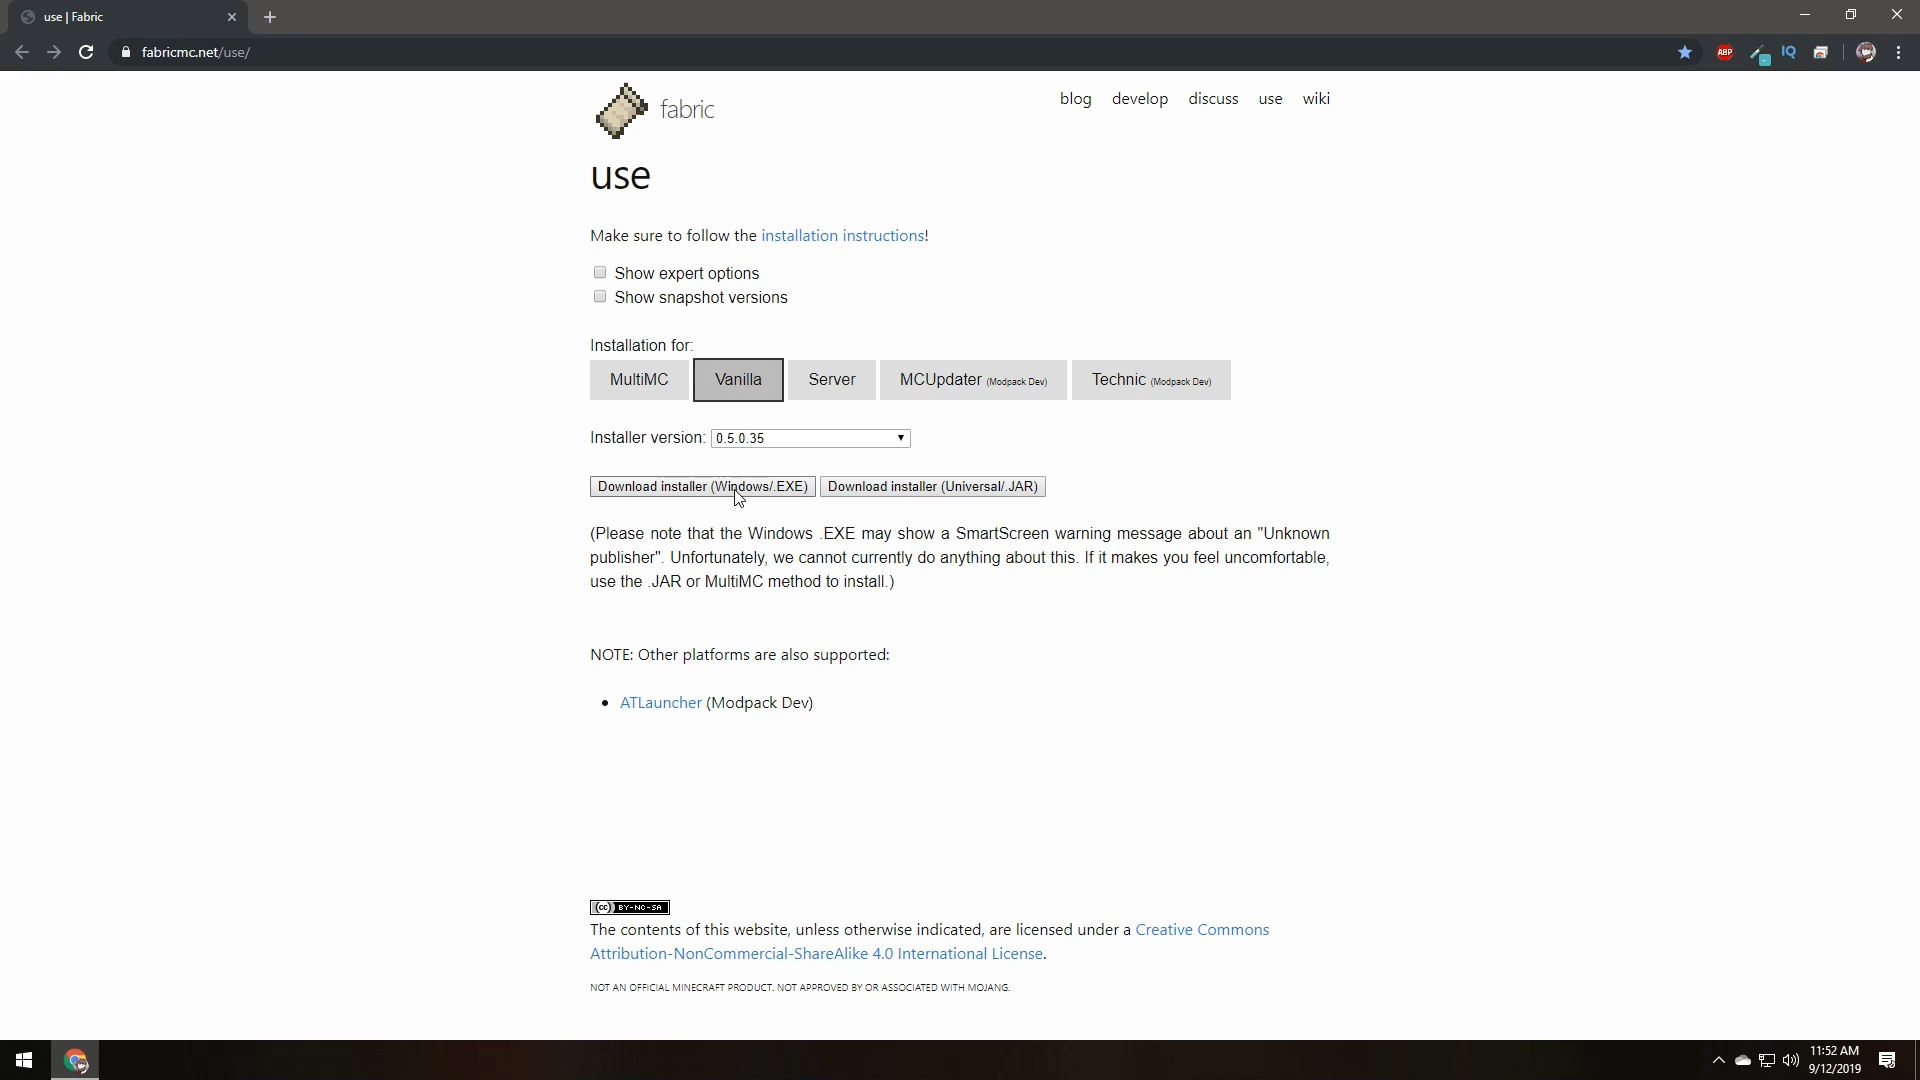 use | Fabric
fabricmc.net/use/
ABP
IQ
fabric
blog develop discuss use wiki
use
Make sure to follow the installation instructions!
Show expert options
Show snapshot versions
Installation for:
MultiMC Vanilla Server MCUpdater (Modpack Dev) Technic (Modpack Dev)
Installer version: 0.5.0.35
Download installer (Windows/.EXE) Download installer (Universal/.JAR)
(Please note that the Windows .EXE may show a SmartScreen warning message about an "Unknown
publisher". Unfortunately, we cannot currently do anything about this. If it makes you feel uncomfortable,
use the .JAR or MultiMC method to install.)
NOTE: Other platforms are also supported:
ATLauncher (Modpack Dev)
(cc) BY-NC-SA
The contents of this website, unless otherwise indicated, are licensed under a Creative Commons
Attribution-NonCommercial-ShareAlike 4.0 International License.
NOT AN OFFICIAL MINECRAFT PRODUCT. NOT APPROVED BY OR ASSOCIATED WITH MOJANG.
11:52 AM
9/12/2019